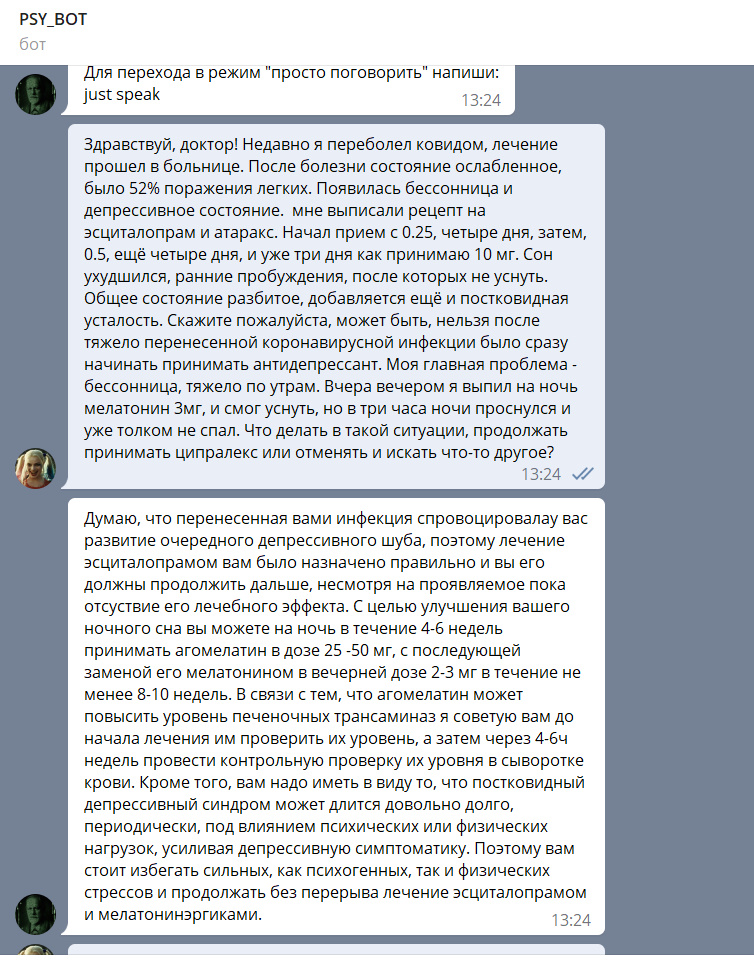 PSY_BOT
бот
Для перехода в режим "просто поговорить" напиши:
just speak
13:24
Здравствуй, доктор! Недавно я переболел ковидом, лечение
прошел в больнице. После болезни состояние ослабленное,
было 52% поражения легких. Появилась бессонница и
депрессивное состояние.  мне выписали рецепт на
эсциталопрам и атаракс. Начал прием с 0.25, четыре дня, затем,
0.5, ещё четыре дня, и уже три дня как принимаю 10 мг. Сон
ухудшился, ранние пробуждения, после которых не уснуть.
Общее состояние разбитое, добавляется ещё и постковидная
усталость. Скажите пожалуйста, может быть, нельзя после
тяжело перенесенной коронавирусной инфекции было сразу
начинать принимать антидепрессант. Моя главная проблема -
бессонница, тяжело по утрам. Вчера вечером я выпил на ночь
мелатонин 3мг, и смог уснуть, но в три часа ночи проснулся и
уже толком не спал. Что делать в такой ситуации, продолжать
принимать ципралекс или отменять и искать что-то другое?
13:24
Думаю, что перенесенная вами инфекция спровоцировалау вас
развитие очередного депрессивного шуба, поэтому лечение
эсциталопрамом вам было назначено правильно и вы его
должны продолжить дальше, несмотря на проявляемое пока
отсуствие его лечебного эффекта. С целью улучшения вашего
ночного сна вы можете на ночь в течение 4-6 недель
принимать агомелатин в дозе 25 -50 мг, с последующей
заменой его мелатонином в вечерней дозе 2-3 мг в течение не
менее 8-10 недель. В связи с тем, что агомелатин может
повысить уровень печеночных трансаминаз я советую вам до
начала лечения им проверить их уровень, а затем через 4-6ч
недель провести контрольную проверку их уровня в сыворотке
крови. Кроме того, вам надо иметь в виду то, что постковидный
депрессивный синдром может длится довольно долго,
периодически, под влиянием психических или физических
нагрузок, усиливая депрессивную симптоматику. Поэтому вам
стоит избегать сильных, как психогенных, так и физических
стрессов и продолжать без перерыва лечение эсциталопрамом
и мелатонинэргиками.
13:24